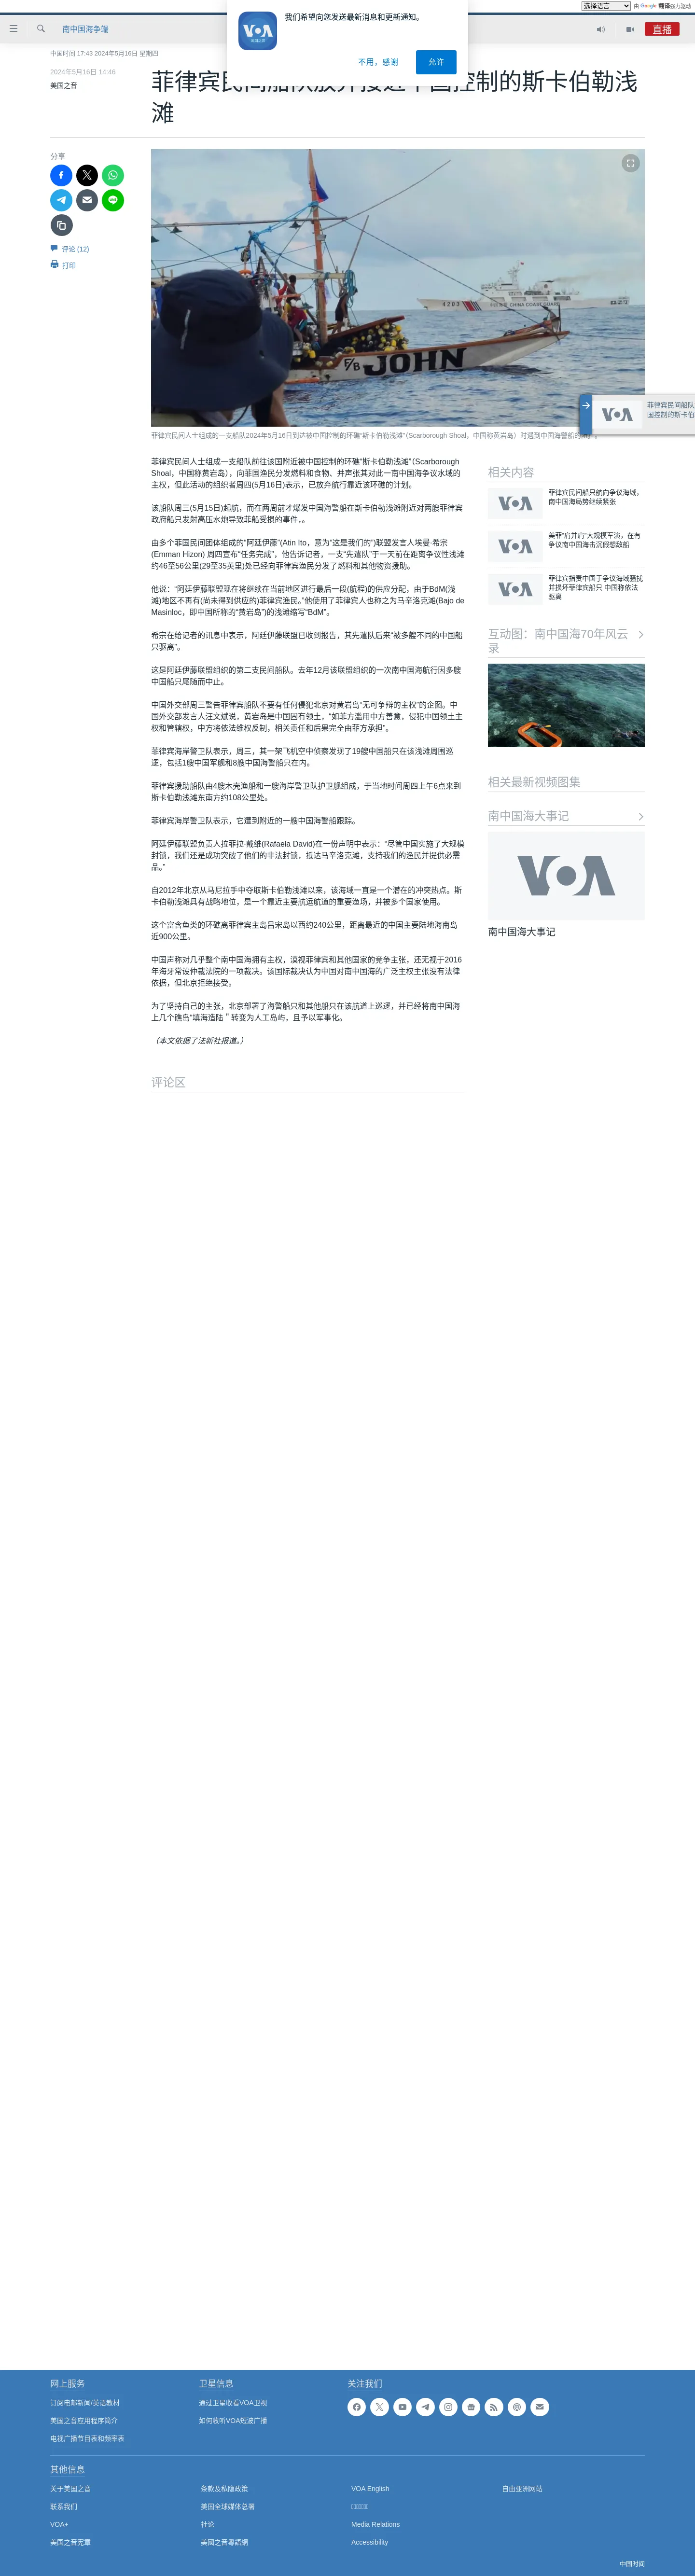 选择语言
由 Google 翻译强力驱动
我们希望向您发送最新消息和更新通知。
不用，感谢
允许
南中国海争端
直播
中国时间 17:43 2024年5月16日 星期四
2024年5月16日 14:46
美国之音
菲律宾民间船队放弃接近中国控制的斯卡伯勒浅滩
分享
评论 (12)
打印
4203
CHINA COAST GUARD
F/B JOHN
菲律宾民间人士组成的一支船队2024年5月16日到达被中国控制的环礁“斯卡伯勒浅滩”(Scarborough Shoal，中国称黄岩岛）时遇到中国海警船的
菲律宾民间船队
国控制的斯卡伯
菲律宾民间人士组成一支船队前往该国附近被中国控制的环礁“斯卡伯勒浅滩”（Scarborough
Shoal，中国称黄岩岛），向菲国渔民分发燃料和食物、并声张其对此一南中国海争议水域的
主权，但此活动的组织者周四(5月16日)表示，已放弃航行靠近该环礁的计划。
该船队周三(5月15日)起航，而在两周前才爆发中国海警船在斯卡伯勒浅滩附近对两艘菲律宾
政府船只发射高压水炮导致菲船受损的事件，。
由多个菲国民间团体组成的“阿廷伊藤”(Atin Ito，意为“这是我们的”)联盟发言人埃曼·希宗
(Emman Hizon) 周四宣布“任务完成”，他告诉记者，一支“先遣队”于一天前在距离争议性浅滩
约46至56公里(29至35英里)处已经向菲律宾渔民分发了燃料和其他物资援助。
他说：“阿廷伊藤联盟现在将继续在当前地区进行最后一段(航程)的供应分配，由于BdM(浅
滩)地区不再有(尚未得到供应的)菲律宾渔民。”他使用了菲律宾人也称之为马辛洛克滩(Bajo de
Masinloc，即中国所称的“黄岩岛”)的浅滩缩写“BdM”。
希宗在给记者的讯息中表示，阿廷伊藤联盟已收到报告，其先遣队后来“被多艘不同的中国船
只驱离”。
这是阿廷伊藤联盟组织的第二支民间船队。去年12月该联盟组织的一次南中国海航行因多艘
中国船只尾随而中止。
中国外交部周三警告菲律宾船队不要有任何侵犯北京对黄岩岛“无可争辩的主权”的企图。中
国外交部发言人汪文斌说，黄岩岛是中国固有领土，“如菲方滥用中方善意，侵犯中国领土主
权和管辖权，中方将依法维权反制，相关责任和后果完全由菲方承担”。
菲律宾海岸警卫队表示，周三，其一架飞机空中侦察发现了19艘中国船只在该浅滩周围巡
逻，包括1艘中国军舰和8艘中国海警船只在内。
菲律宾援助船队由4艘木壳渔船和一艘海岸警卫队护卫舰组成，于当地时间周四上午6点来到
斯卡伯勒浅滩东南方约108公里处。
菲律宾海岸警卫队表示，它遭到附近的一艘中国海警船跟踪。
阿廷伊藤联盟负责人拉菲拉·戴维(Rafaela David)在一份声明中表示：“尽管中国实施了大规模
封锁，我们还是成功突破了他们的非法封锁，抵达马辛洛克滩，支持我们的渔民并提供必需
品。”
自2012年北京从马尼拉手中夺取斯卡伯勒浅滩以来，该海域一直是一个潜在的冲突热点。斯
卡伯勒浅滩具有战略地位，是一个靠近主要航运航道的重要渔场，并被多个国家使用。
这个富含鱼类的环礁离菲律宾主岛吕宋岛以西约240公里，距离最近的中国主要陆地海南岛
近900公里。
中国声称对几乎整个南中国海拥有主权，漠视菲律宾和其他国家的竞争主张，还无视于2016
年海牙常设仲裁法院的一项裁决。该国际裁决认为中国对南中国海的广泛主权主张没有法律
依据，但北京拒绝接受。
为了坚持自己的主张，北京部署了海警船只和其他船只在该航道上巡逻，并已经将南中国海
上几个礁岛“填海造陆＂转变为人工岛屿，且予以军事化。
（本文依据了法新社报道。）
评论区
相关内容
VOA
菲律宾民间船只航向争议海域，
南中国海局势继续紧张
VOA
美菲“肩并肩”大规模军演，在有
争议南中国海击沉假想敌船
VOA
菲律宾指责中国于争议海域骚扰
并损坏菲律宾船只 中国称依法
驱离
互动图：南中国海70年风云录
相关最新视频图集
南中国海大事记
VOA
南中国海大事记
网上服务
订阅电邮新闻/英语教材
美国之音应用程序简介
电视广播节目表和频率表
卫星信息
通过卫星收看VOA卫视
如何收听VOA短波广播
关注我们
其他信息
关于美国之音
联系我们
VOA+
美国之音宪章
条款及私隐政策
美国全球媒体总署
社论
美國之音粵語網
VOA English
Media Relations
Accessibility
自由亚洲网站
中国时间